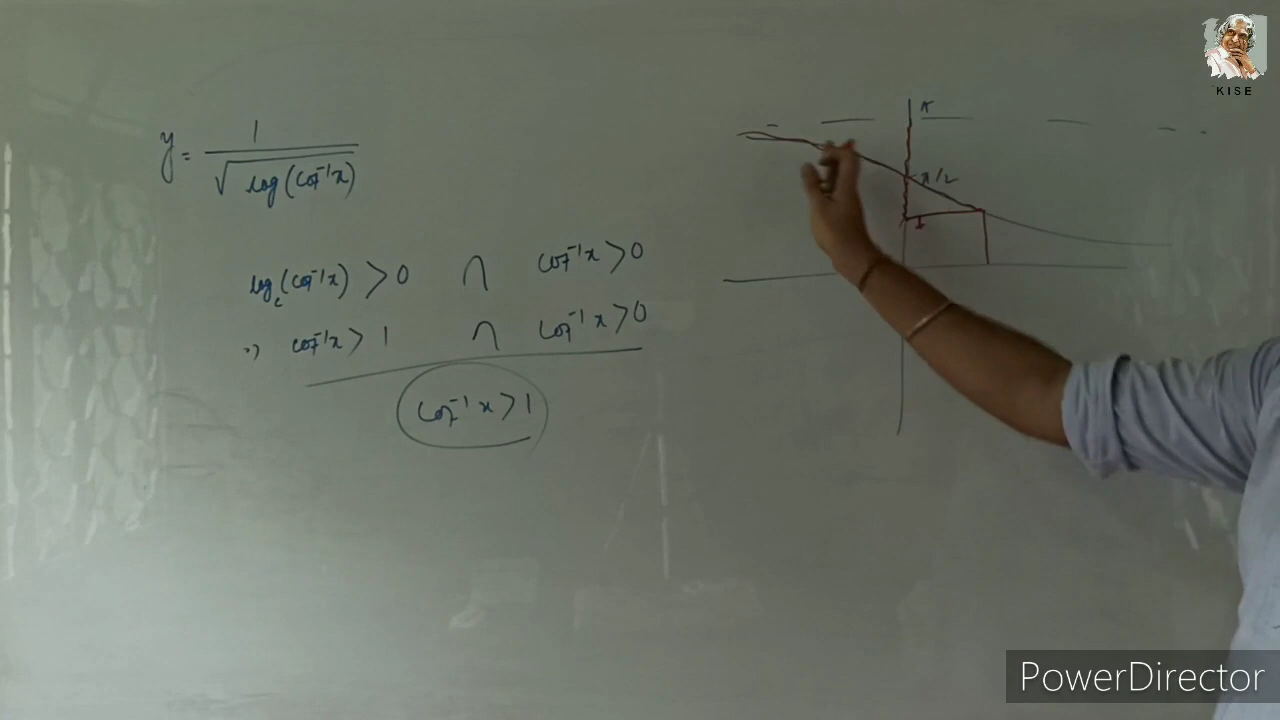 y = 1/√(log(cot⁻¹x))
logₑ(cot⁻¹x) > 0 ∩ cot⁻¹x > 0
⇒ cot⁻¹x > 1 ∩ cot⁻¹x > 0
cot⁻¹x > 1
π
π/2
1
KISE
PowerDirector